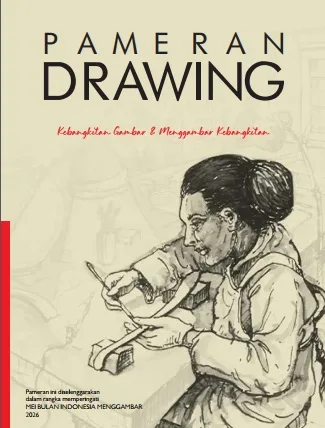 PAMERAN
DRAWING
Kebangkitan Gambar & Menggambar Kebangkitan
Pameran ini diselenggarakan
dalam rangka memperingati
MEI BULAN INDONESIA MENGGAMBAR
2026